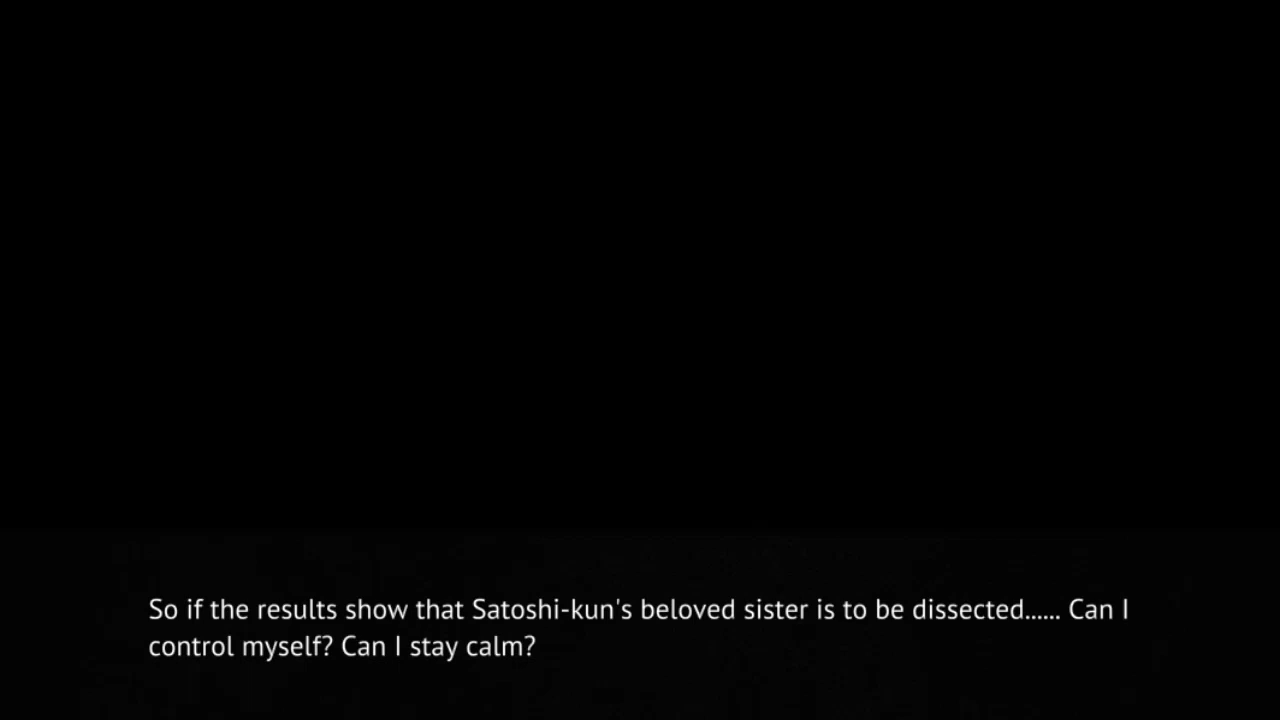 So if the results show that Satoshi-kun's beloved sister is to be dissected...... Can I
control myself? Can I stay calm?